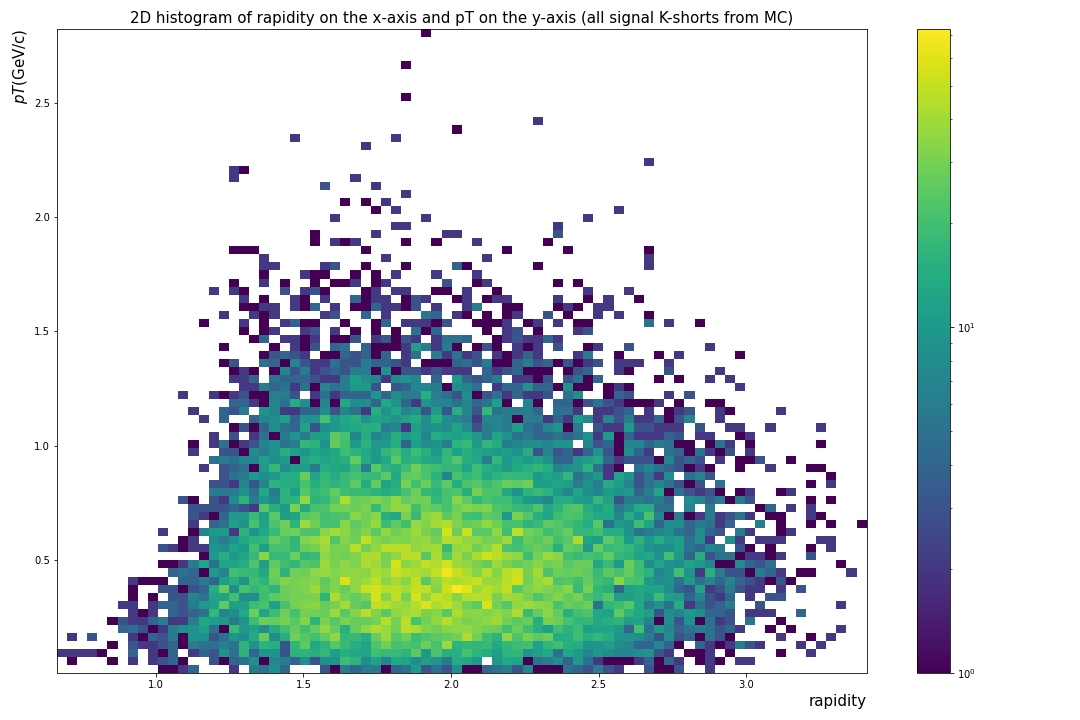 2D histogram of rapidity on the x-axis and pT on the y-axis (all signal K-shorts from MC)
pT(GeV/c)
2.5
2.0
1.5
1.0
0.5
1.0 1.5 2.0 2.5 3.0
rapidity
10¹
10⁰